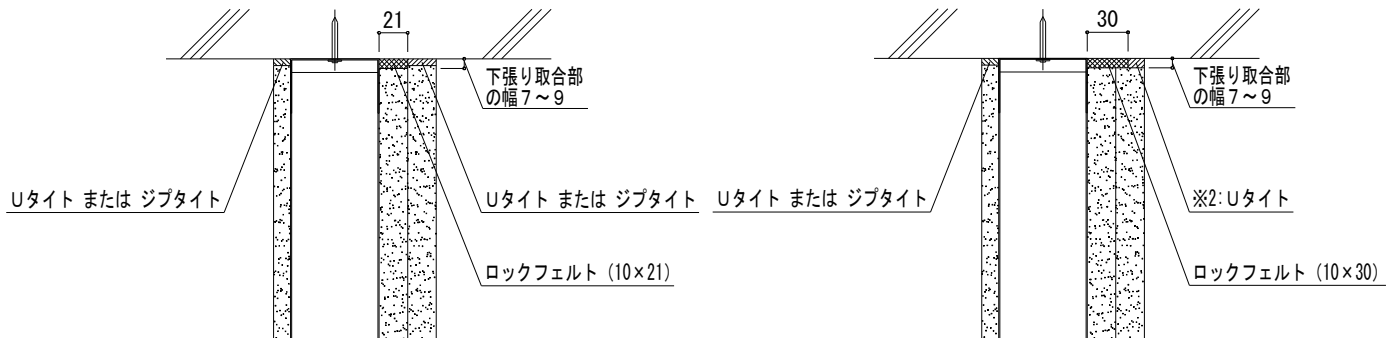 21
下張り取合部
の幅7～9
Uタイト または ジプタイト
Uタイト または ジプタイト
ロックフェルト (10×21)
30
下張り取合部
の幅7～9
Uタイト または ジプタイト
※2:Uタイト
ロックフェルト (10×30)